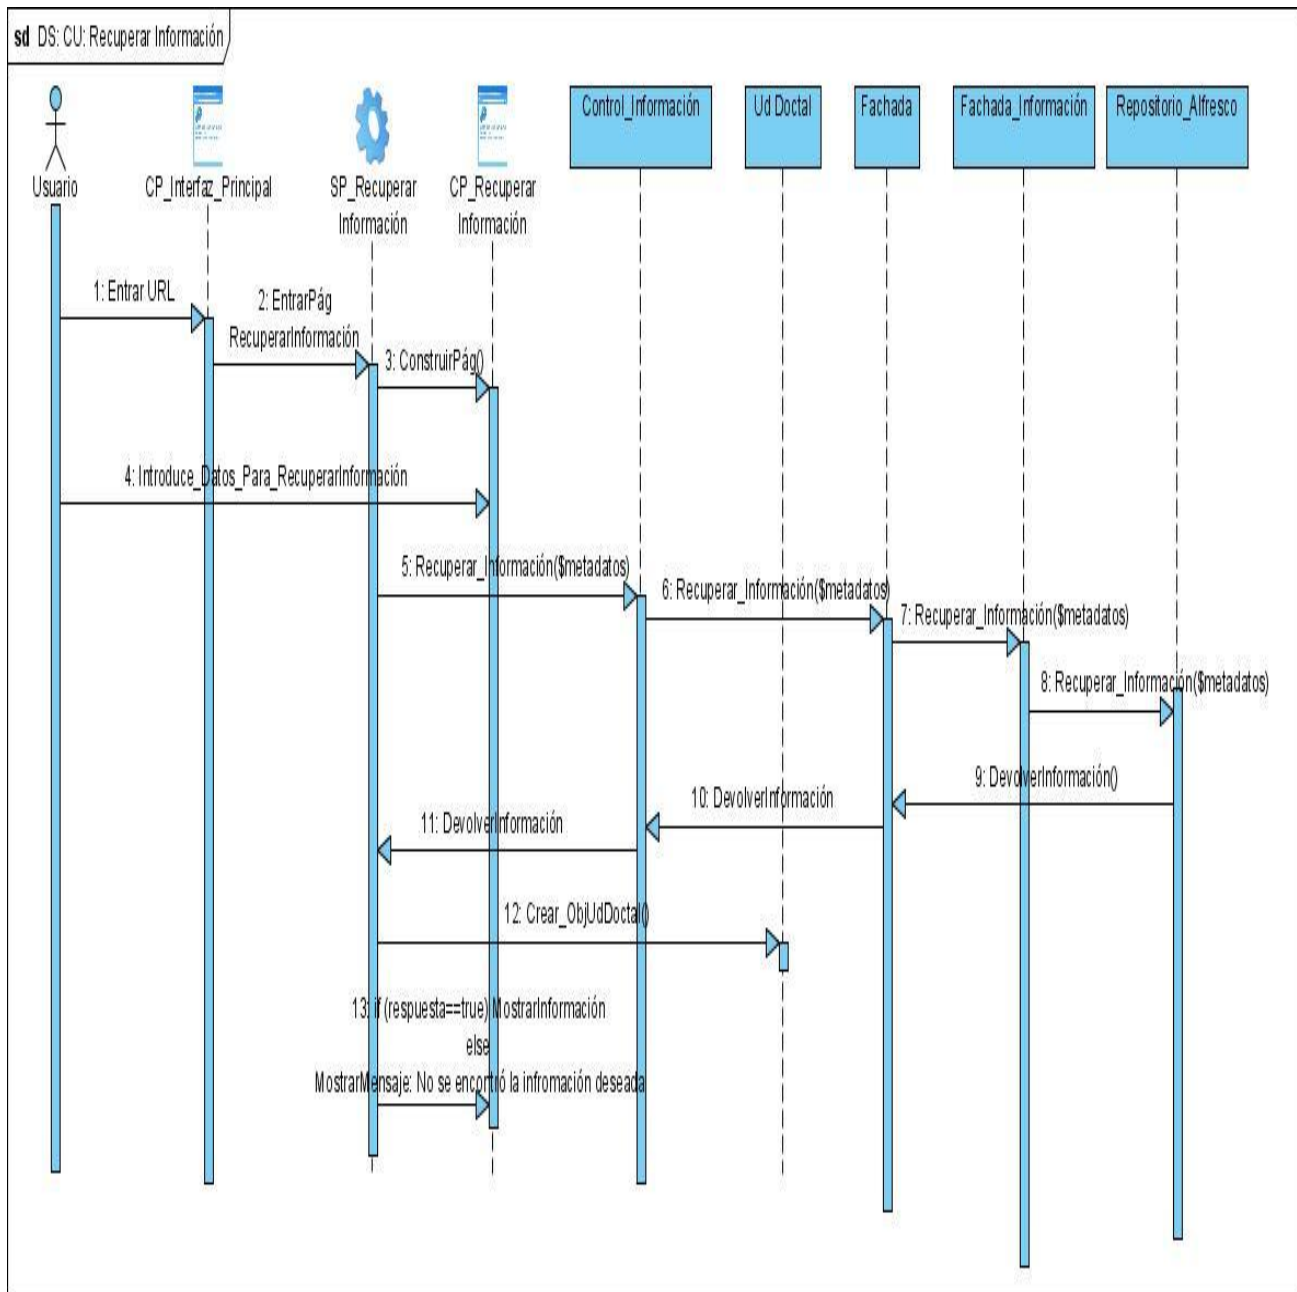 sd DS: CU: Recuperar Información
Usuario
CP_Interfaz_Principal
SP_Recuperar
Información
CP_Recuperar
Información
Control_Información
Ud Doctal
Fachada
Fachada_Información
Repositorio_Alfresco
1: Entrar URL
2: EntrarPág
RecuperarInformación
3: ConstruirPág()
4: Introduce_Datos_Para_RecuperarInformación
5: Recuperar_Información($metadatos)
6: Recuperar_Información($metadatos)
7: Recuperar_Información($metadatos)
8: Recuperar_Información($metadatos)
9: DevolverInformación()
10: DevolverInformación
11: DevolverInformación
12: Crear_ObjUdDoctal()
13: if (respuesta==true) MostrarInformación
else
MostrarMensaje: No se encortró la infromación deseada